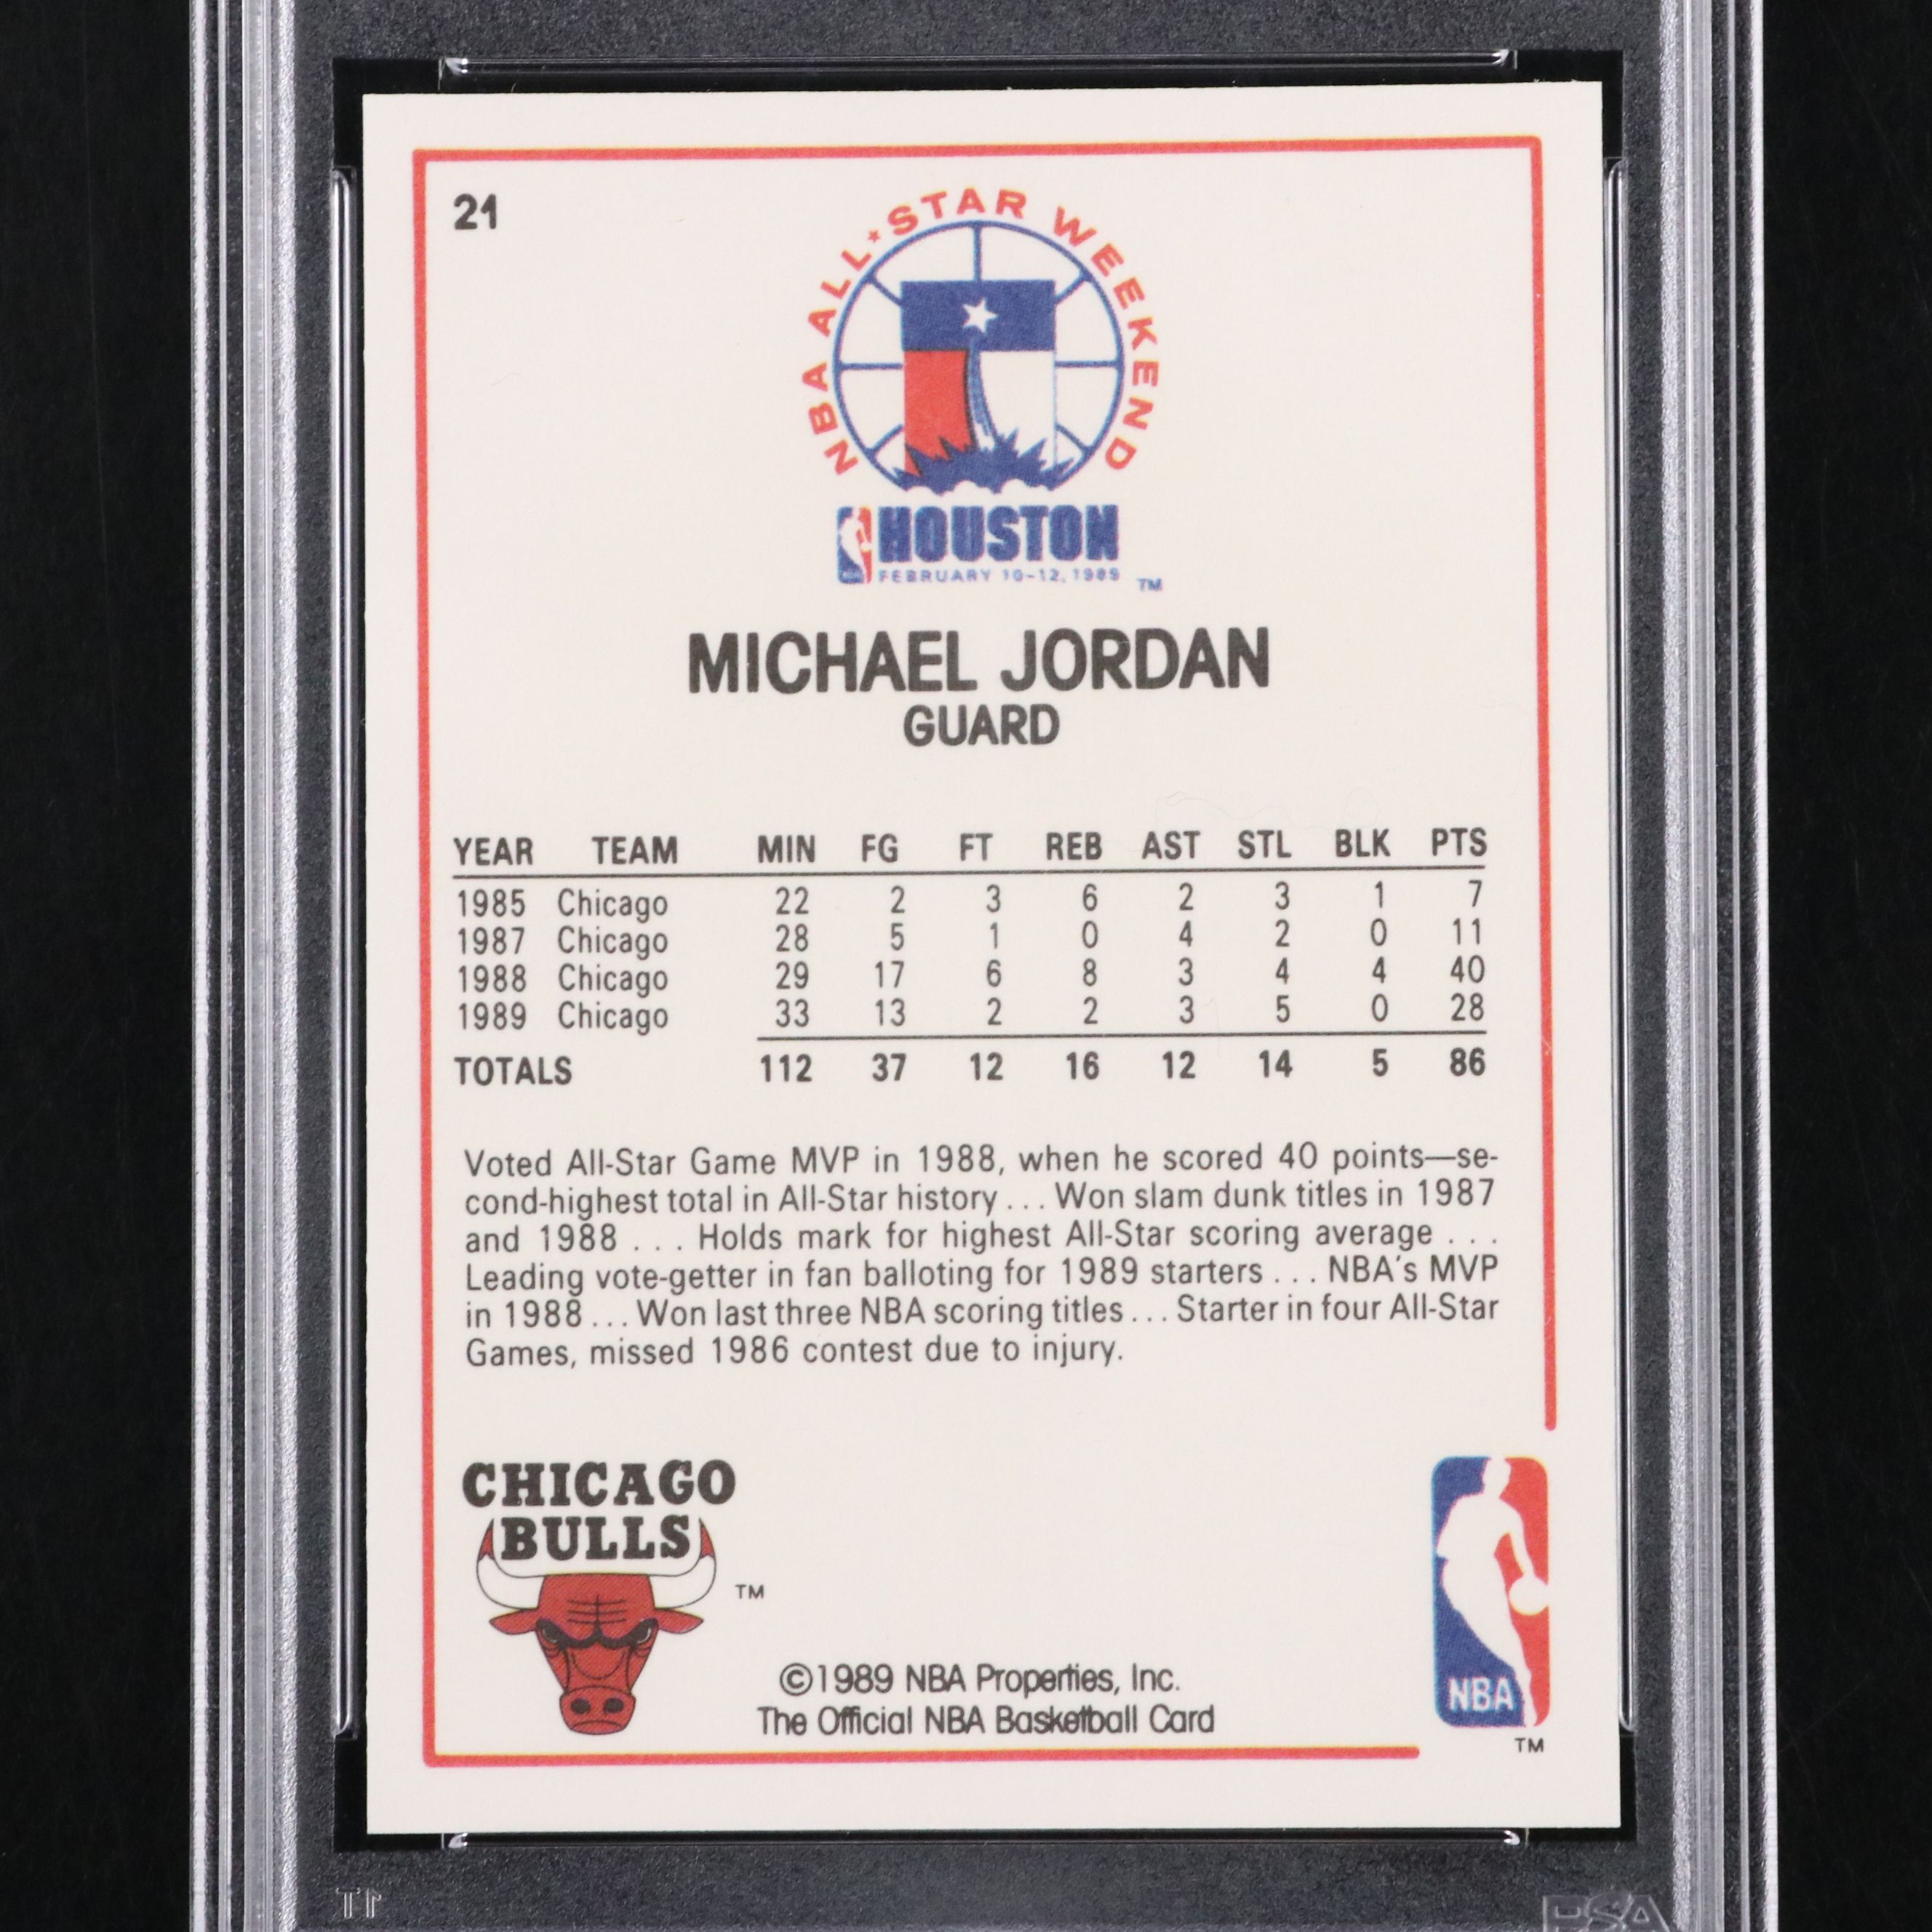 21
NBA ALL★STAR WEEKEND
HOUSTON
FEBRUARY 10-12, 1989 TM
MICHAEL JORDAN
GUARD
YEAR TEAM MIN FG FT REB AST STL BLK PTS
1985 Chicago 22 2 3 6 2 3 1 7
1987 Chicago 28 5 1 0 4 2 0 11
1988 Chicago 29 17 6 8 3 4 4 40
1989 Chicago 33 13 2 2 3 5 0 28
TOTALS 112 37 12 16 12 14 5 86
Voted All-Star Game MVP in 1988, when he scored 40 points—se-
cond-highest total in All-Star history . . . Won slam dunk titles in 1987
and 1988 . . . Holds mark for highest All-Star scoring average . . .
Leading vote-getter in fan balloting for 1989 starters . . . NBA's MVP
in 1988 . . . Won last three NBA scoring titles . . . Starter in four All-Star
Games, missed 1986 contest due to injury.
CHICAGO
BULLS
TM
©1989 NBA Properties, Inc.
The Official NBA Basketball Card
NBA
TM
PSA